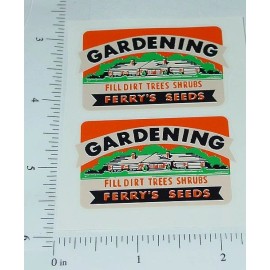 GARDENING
FILL DIRT TREES SHRUBS
FERRY'S SEEDS
GARDENING
FILL DIRT TREES SHRUBS
FERRY'S SEEDS
3
4
5
6
0 in
1
2